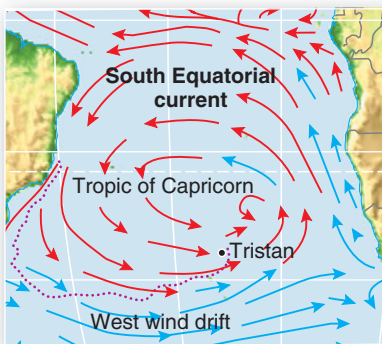 South Equatorial
current
Tropic of Capricorn
Tristan
West wind drift